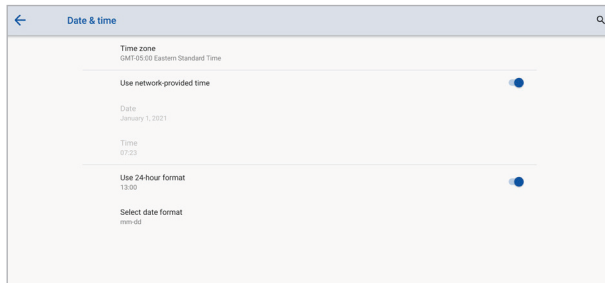 Date & time
Time zone
GMT-05:00 Eastern Standard Time
Use network-provided time
Date
January 1, 2021
Time
07:23
Use 24-hour format
13:00
Select date format
mm-dd